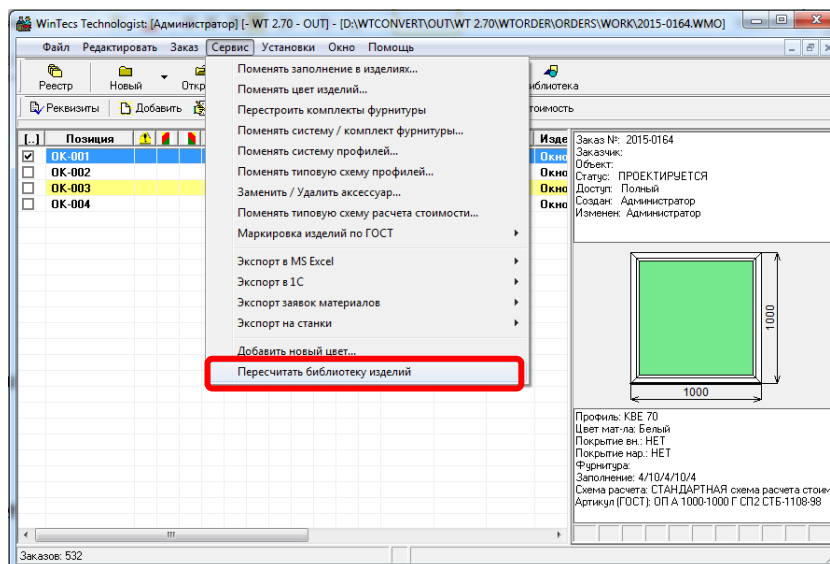 WinTecs Technologist: [Администратор] [- WT 2.70 - OUT] - [D:\WTCONVERT\OUT\WT 2.70\WTORDER\ORDERS\WORK\2015-0164.WMO]
Файл Редактировать Заказ Сервис Установки Окно Помощь
Реестр Новый
Реквизиты Добавить
[..] Позиция Изде
ОК-001 Окно
ОК-002 Окно
ОК-003 Окно
ОК-004 Окно
Поменять заполнение в изделиях...
Поменять цвет изделий...
Перестроить комплекты фурнитуры
Поменять систему / комплект фурнитуры...
Поменять систему профилей...
Поменять типовую схему профилей...
Заменить / Удалить аксессуар...
Поменять типовую схему расчета стоимости...
Маркировка изделий по ГОСТ
Экспорт в MS Excel
Экспорт в 1С
Экспорт заявок материалов
Экспорт на станки
Добавить новый цвет...
Пересчитать библиотеку изделий
Заказ №: 2015-0164
Заказчик:
Объект:
Статус: ПРОЕКТИРУЕТСЯ
Доступ: Полный
Создан: Администратор
Изменен: Администратор
1000
1000
Профиль: KBE 70
Цвет мат-ла: Белый
Покрытие вн.: НЕТ
Покрытие нар.: НЕТ
Фурнитура:
Заполнение: 4/10/4/10/4
Схема расчета: СТАНДАРТНАЯ схема расчета стоим
Артикул (ГОСТ): ОП А 1000-1000 Г СП2 СТБ-1108-98
Заказов: 532